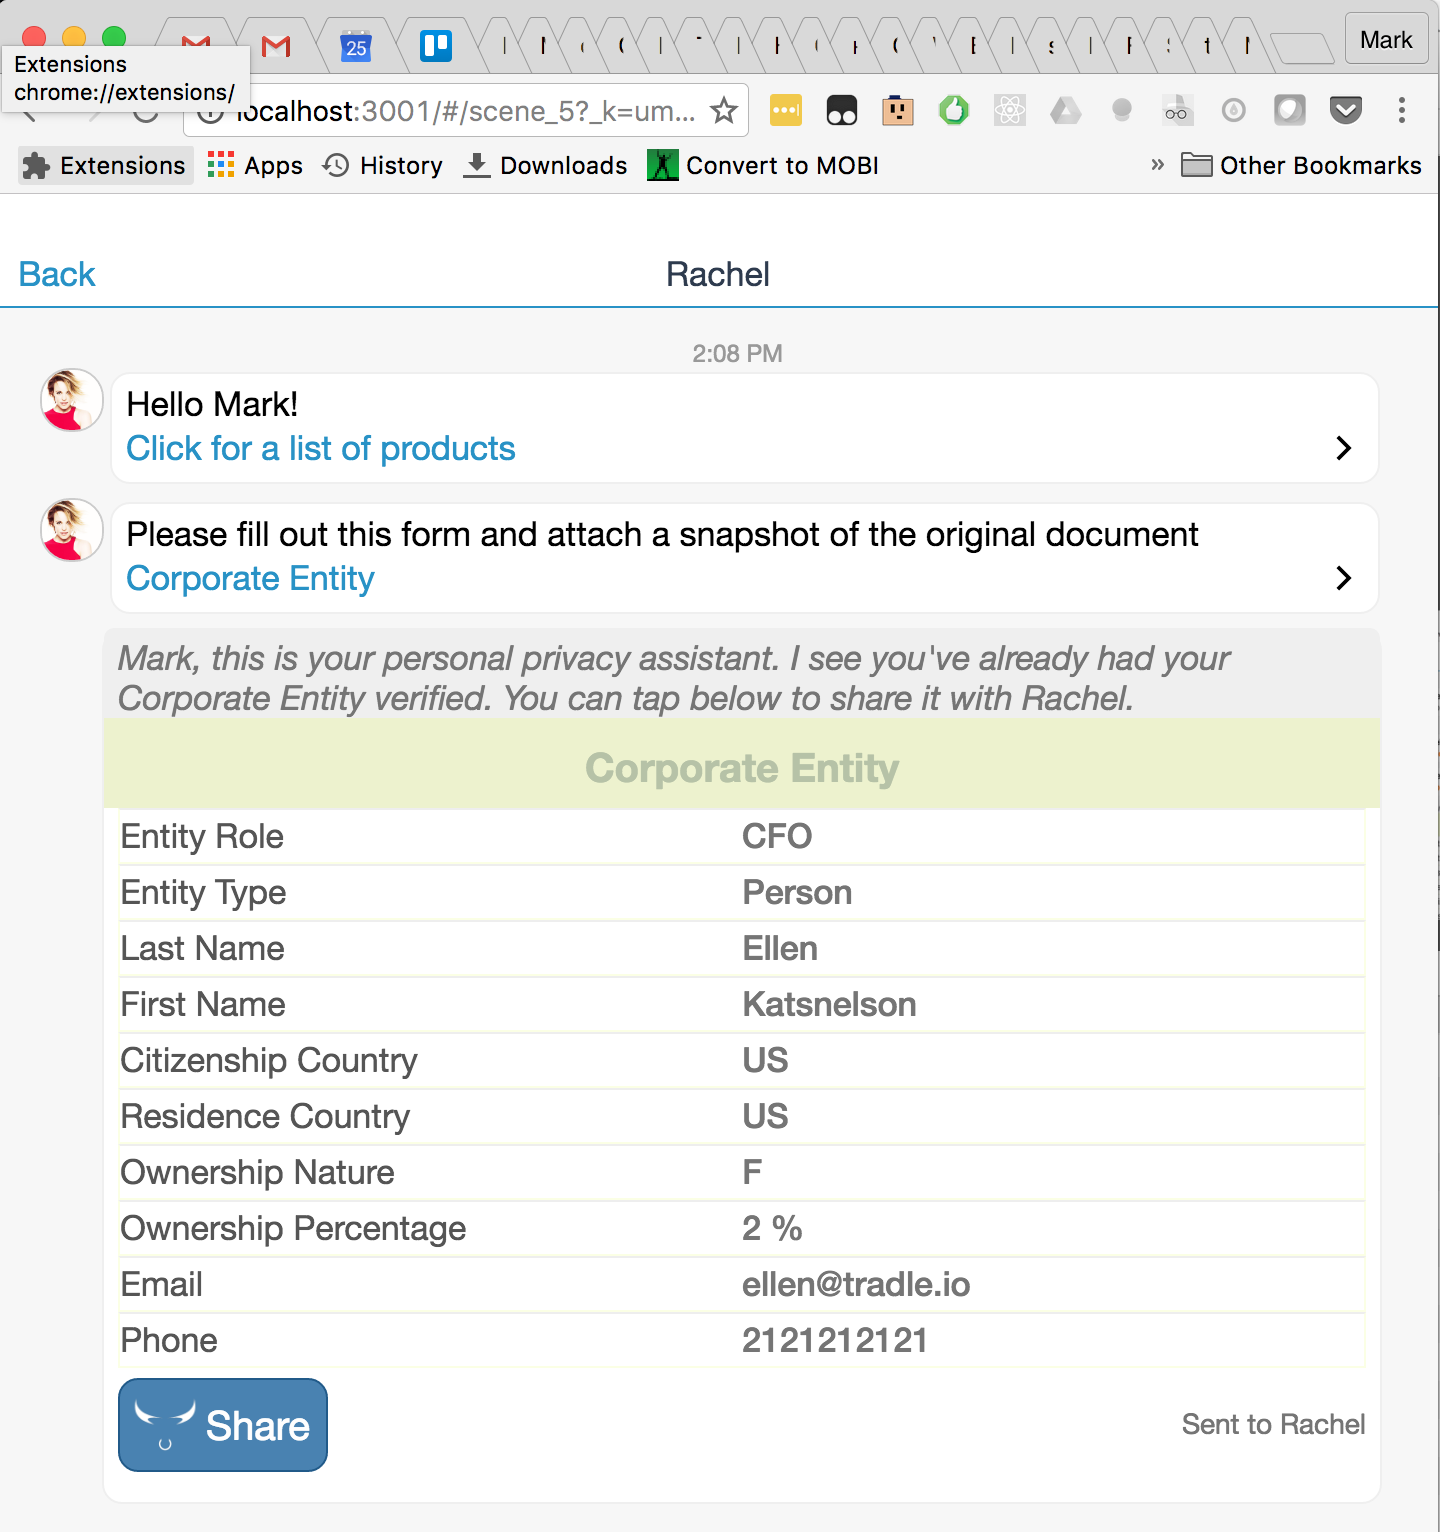 Mark
Extensions
chrome://extensions/
25
localhost:3001/#/scene_5?_k=um...
Extensions
Apps
History
Downloads
Convert to MOBI
»
Other Bookmarks
Back
Rachel
2:08 PM
Hello Mark!
Click for a list of products
Please fill out this form and attach a snapshot of the original document
Corporate Entity
Mark, this is your personal privacy assistant. I see you've already had your
Corporate Entity verified. You can tap below to share it with Rachel.
Corporate Entity
Entity Role CFO
Entity Type Person
Last Name Ellen
First Name Katsnelson
Citizenship Country US
Residence Country US
Ownership Nature F
Ownership Percentage 2 %
Email ellen@tradle.io
Phone 2121212121
Share
Sent to Rachel